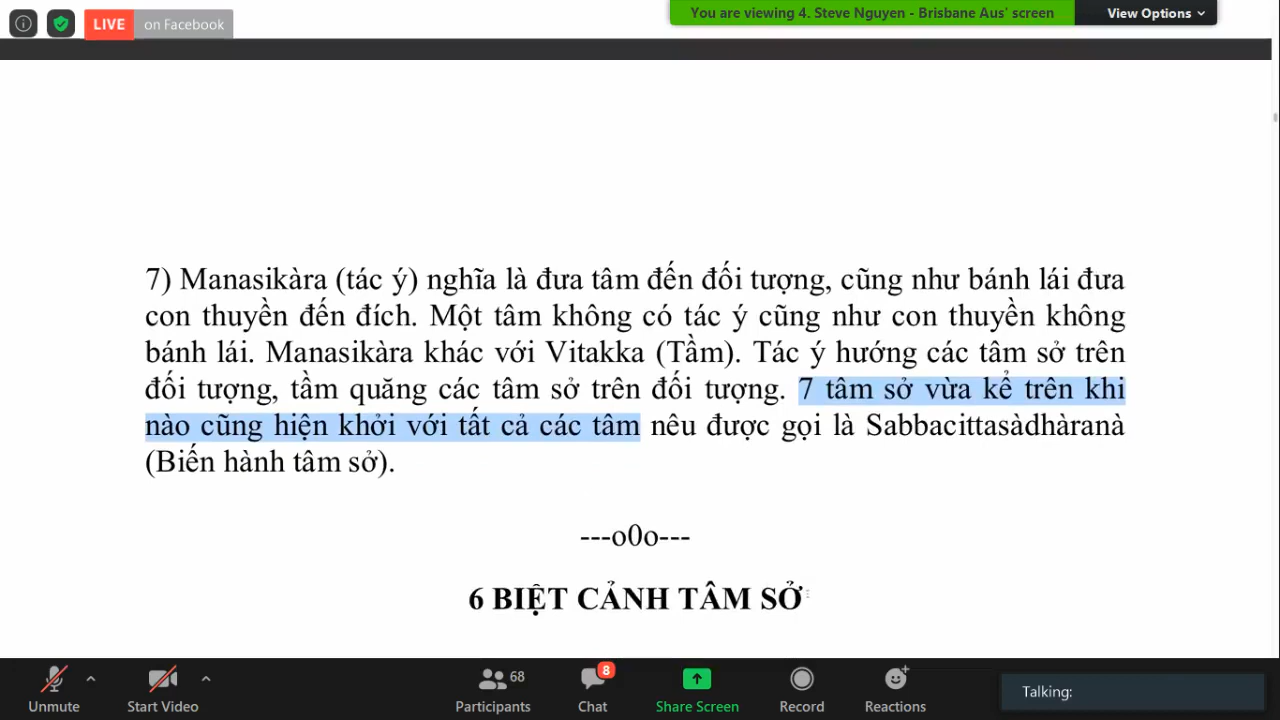 LIVE on Facebook
You are viewing 4. Steve Nguyen - Brisbane Aus' screen
View Options
7) Manasikàra (tác ý) nghĩa là đưa tâm đến đối tượng, cũng như bánh lái đưa
con thuyền đến đích. Một tâm không có tác ý cũng như con thuyền không
bánh lái. Manasikàra khác với Vitakka (Tầm). Tác ý hướng các tâm sở trên
đối tượng, tầm quăng các tâm sở trên đối tượng. 7 tâm sở vừa kể trên khi
nào cũng hiện khởi với tất cả các tâm nêu được gọi là Sabbacittasàdhàranà
(Biến hành tâm sở).
---o0o---
6 BIỆT CẢNH TÂM SỞ
68
8
Unmute
Start Video
Participants
Chat
Share Screen
Record
Reactions
Talking: